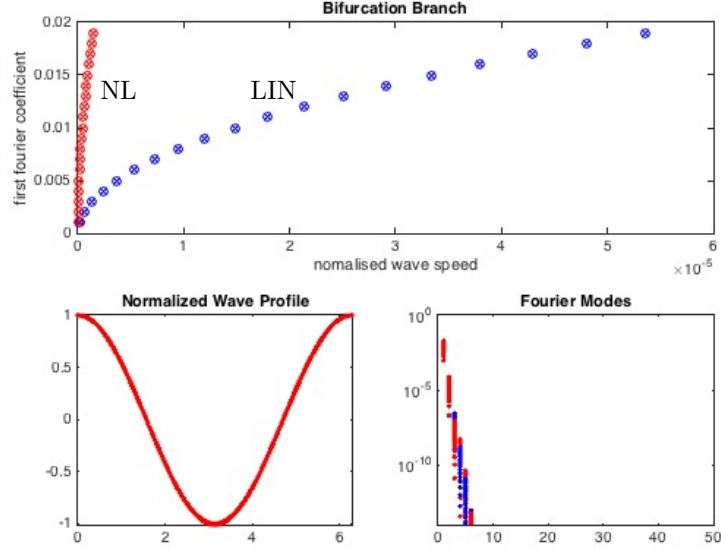 Bifurcation Branch
0.02
0.015
0.01
0.005
0
first fourier coefficient
NL
LIN
0 1 2 3 4 5 6
nomalised wave speed
×10^-5
Normalized Wave Profile
1
0.5
0
-0.5
-1
0 2 4 6
Fourier Modes
10^0
10^-5
10^-10
0 10 20 30 40 50